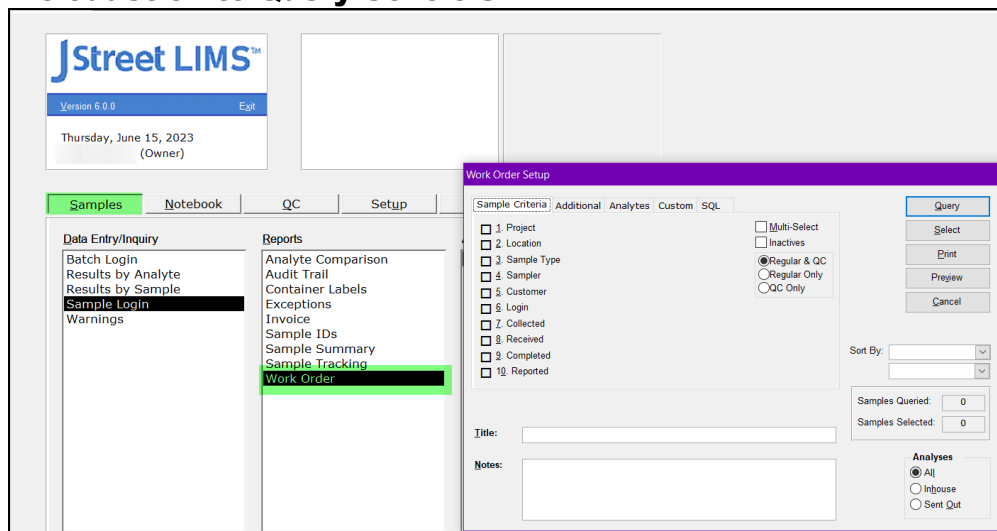 JStreet LIMS™
Version 6.0.0 Exit
Thursday, June 15, 2023
(Owner)
Samples Notebook QC Setup
Data Entry/Inquiry
Batch Login
Results by Analyte
Results by Sample
Sample Login
Warnings
Reports
Analyte Comparison
Audit Trail
Container Labels
Exceptions
Invoice
Sample IDs
Sample Summary
Sample Tracking
Work Order
Work Order Setup
Sample Criteria Additional Analytes Custom SQL
1. Project
2. Location
3. Sample Type
4. Sampler
5. Customer
6. Login
7. Collected
8. Received
9. Completed
10. Reported
Multi-Select
Inactives
Regular & QC
Regular Only
QC Only
Query
Select
Print
Preview
Cancel
Sort By:
Samples Queried: 0
Samples Selected: 0
Title:
Notes:
Analyses
All
Inhouse
Sent Out